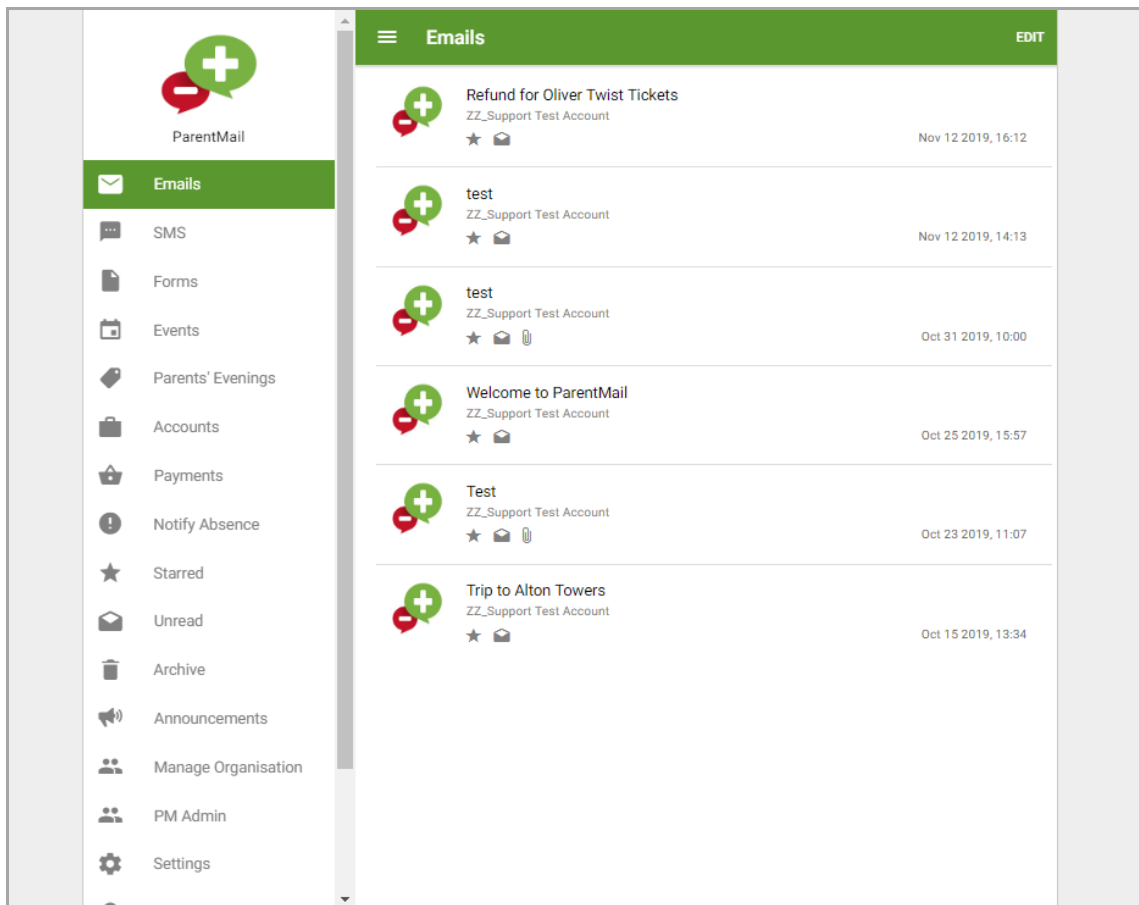 ParentMail
Emails
SMS
Forms
Events
Parents' Evenings
Accounts
Payments
Notify Absence
Starred
Unread
Archive
Announcements
Manage Organisation
PM Admin
Settings
Emails
EDIT
Refund for Oliver Twist Tickets
ZZ_Support Test Account
Nov 12 2019, 16:12
test
ZZ_Support Test Account
Nov 12 2019, 14:13
test
ZZ_Support Test Account
Oct 31 2019, 10:00
Welcome to ParentMail
ZZ_Support Test Account
Oct 25 2019, 15:57
Test
ZZ_Support Test Account
Oct 23 2019, 11:07
Trip to Alton Towers
ZZ_Support Test Account
Oct 15 2019, 13:34